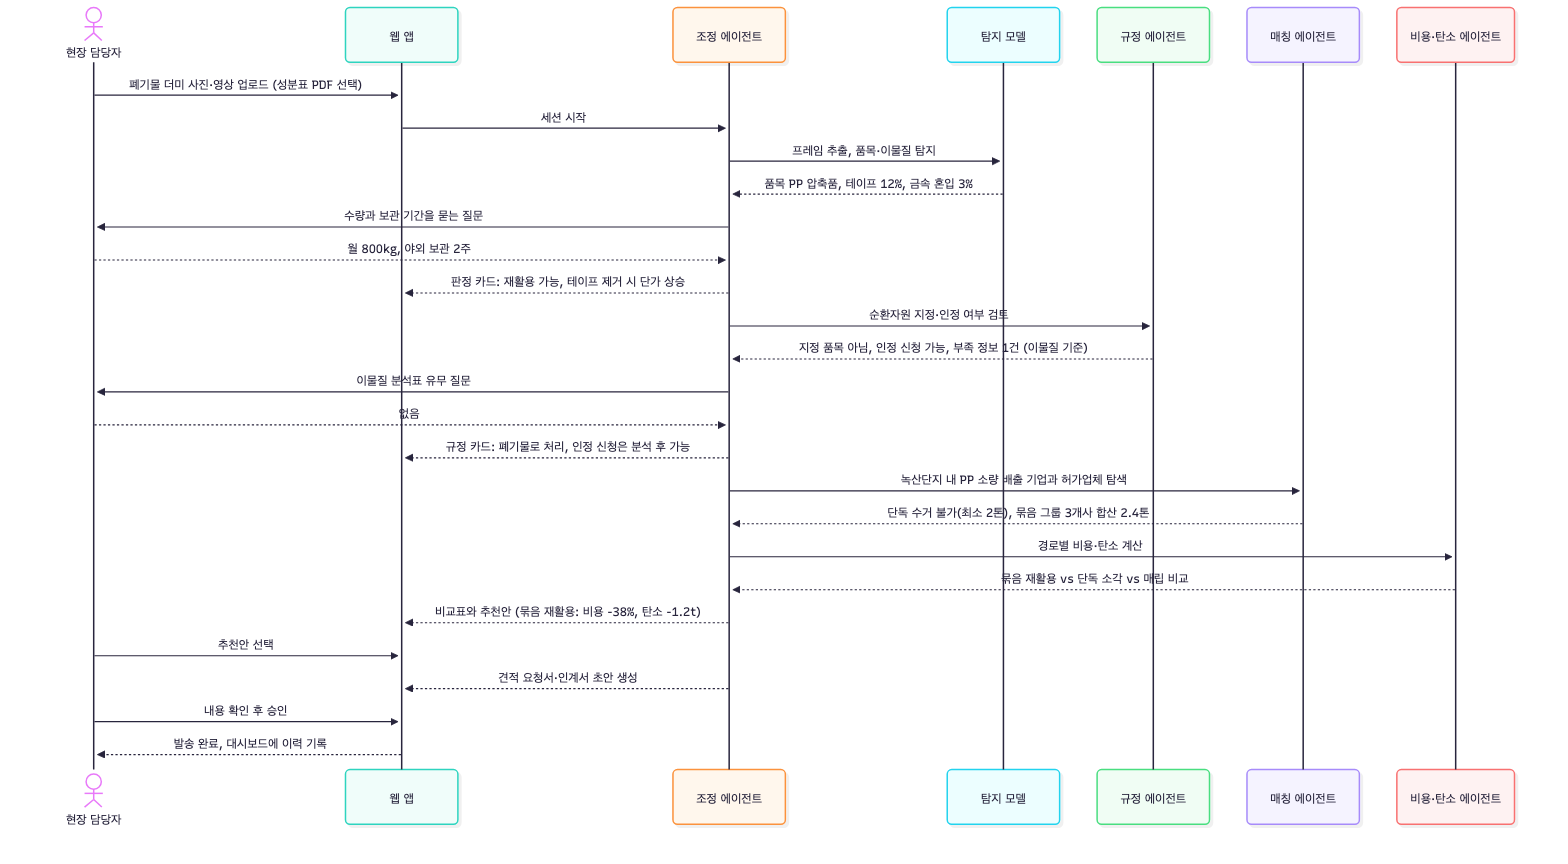 현장 담당자
웹 앱
조정 에이전트
탐지 모델
규정 에이전트
매칭 에이전트
비용·탄소 에이전트
폐기물 더미 사진·영상 업로드 (성분표 PDF 선택)
세션 시작
프레임 추출, 품목·이물질 탐지
품목 PP 압축품, 테이프 12%, 금속 혼입 3%
수량과 보관 기간을 묻는 질문
월 800kg, 야외 보관 2주
판정 카드: 재활용 가능, 테이프 제거 시 단가 상승
순환자원 지정·인정 여부 검토
지정 품목 아님, 인정 신청 가능, 부족 정보 1건 (이물질 기준)
이물질 분석표 유무 질문
없음
규정 카드: 폐기물로 처리, 인정 신청은 분석 후 가능
녹산단지 내 PP 소량 배출 기업과 허가업체 탐색
단독 수거 불가(최소 2톤), 묶음 그룹 3개사 합산 2.4톤
경로별 비용·탄소 계산
묶음 재활용 vs 단독 소각 vs 매립 비교
비교표와 추천안 (묶음 재활용: 비용 -38%, 탄소 -1.2t)
추천안 선택
견적 요청서·인계서 초안 생성
내용 확인 후 승인
발송 완료, 대시보드에 이력 기록
현장 담당자
웹 앱
조정 에이전트
탐지 모델
규정 에이전트
매칭 에이전트
비용·탄소 에이전트